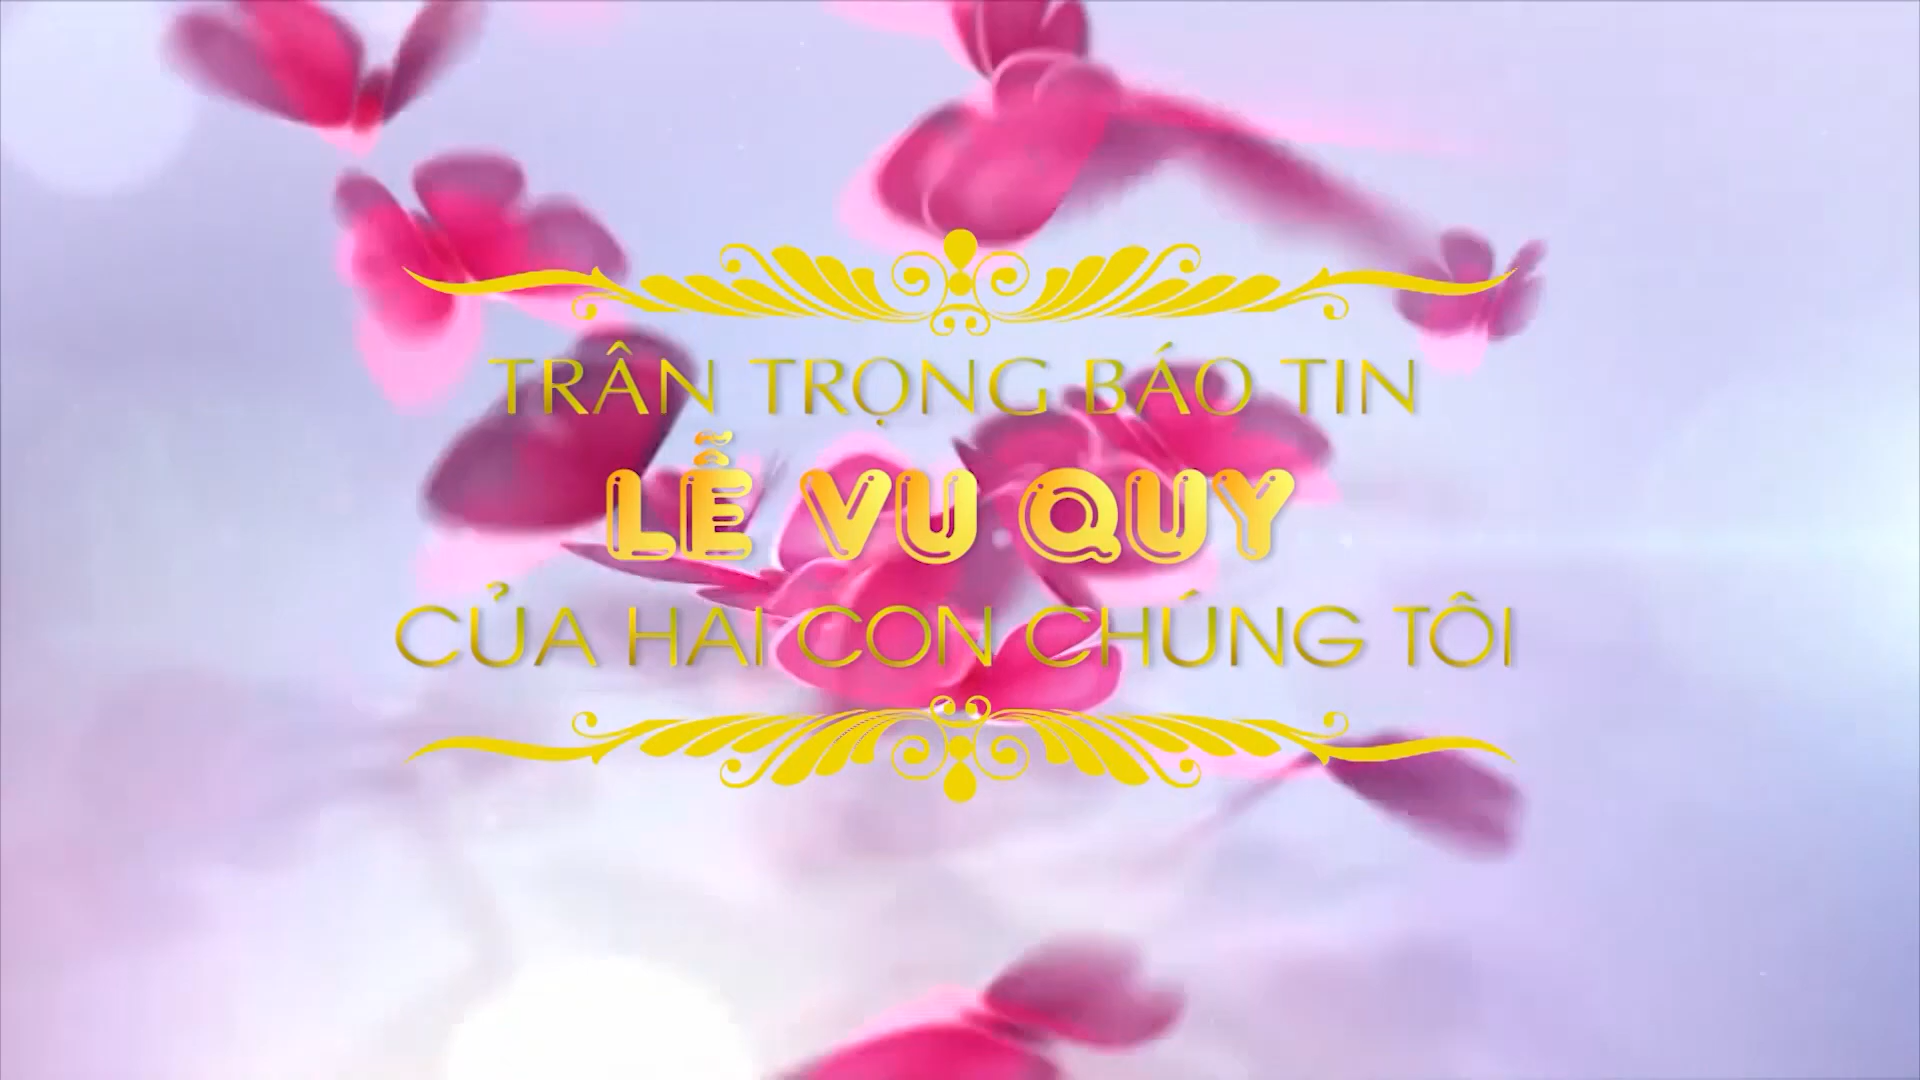 TRÂN TRỌNG BÁO TIN
LỄ VU QUY
CỦA HAI CON CHÚNG TÔI